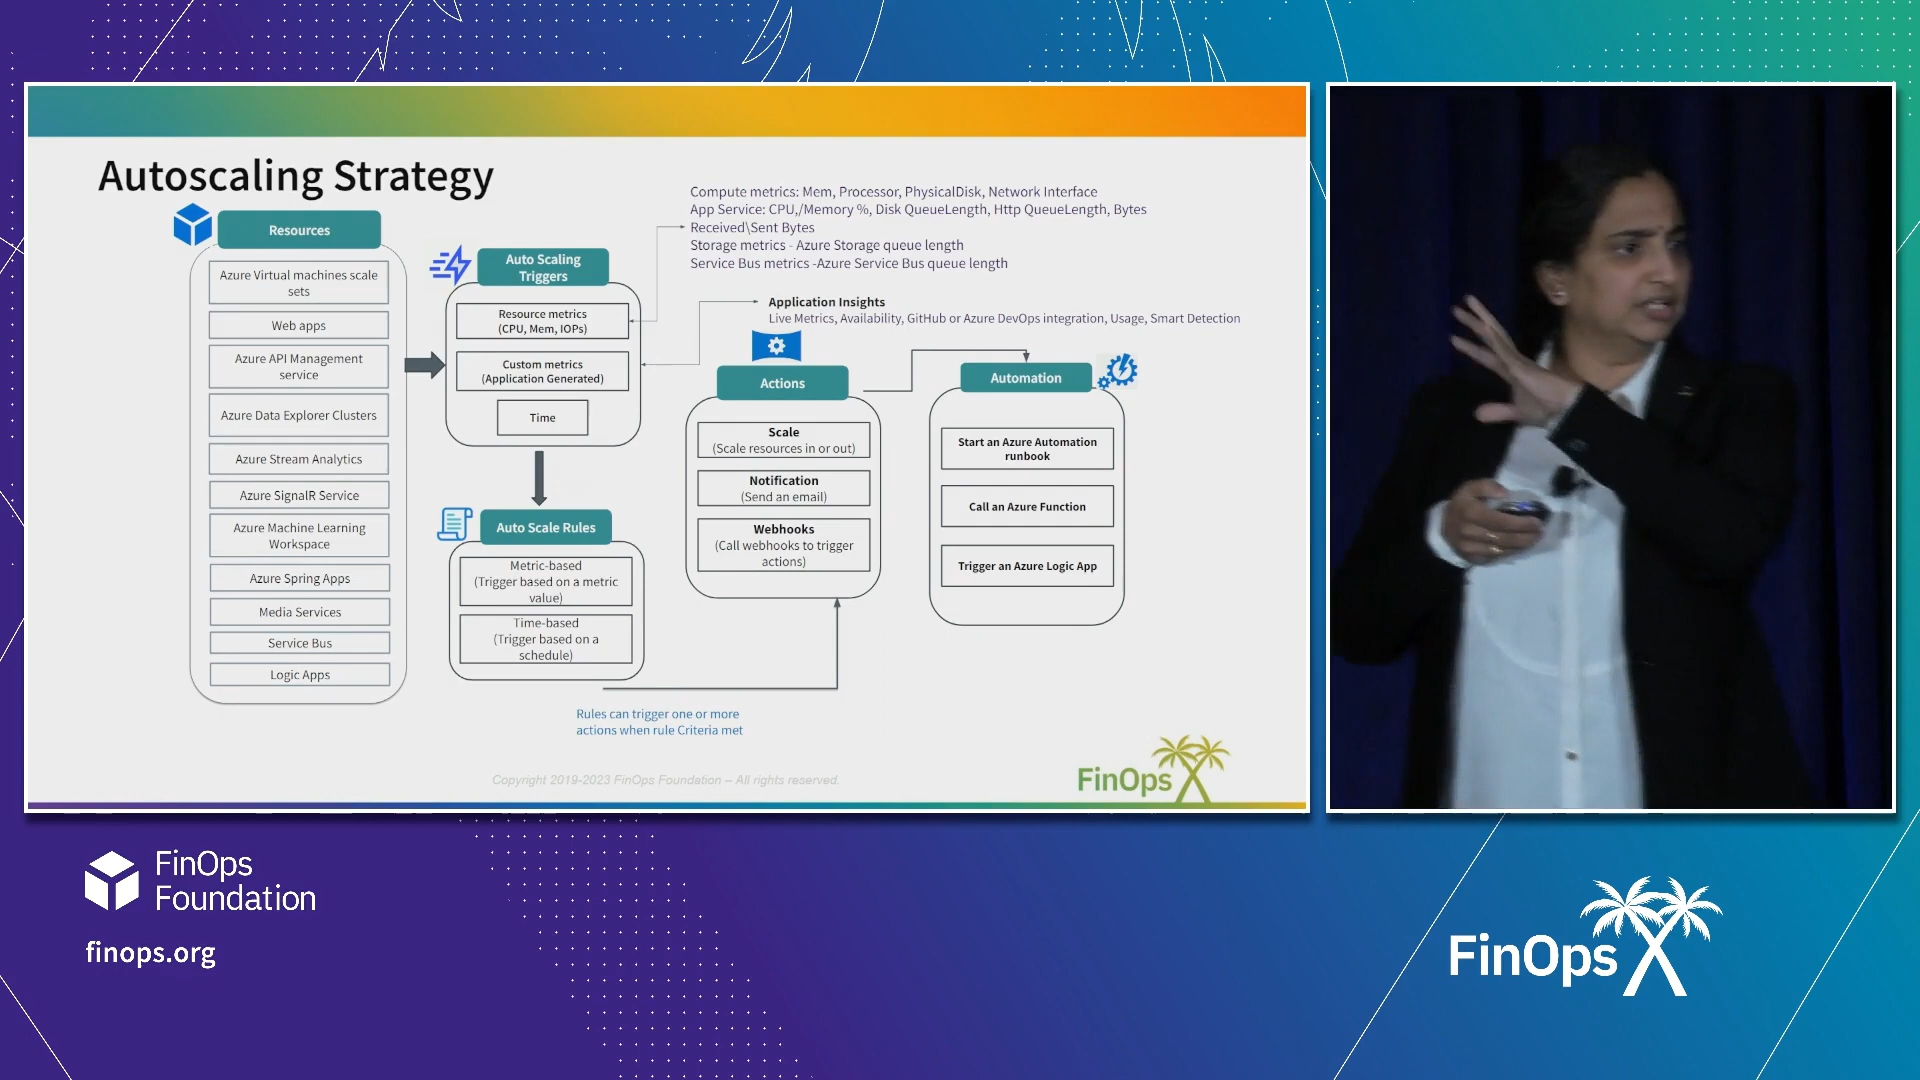 Autoscaling Strategy
Resources
Azure Virtual machines scale
sets
Web apps
Azure API Management
service
Azure Data Explorer Clusters
Azure Stream Analytics
Azure SignalR Service
Azure Machine Learning
Workspace
Azure Spring Apps
Media Services
Service Bus
Logic Apps
Auto Scaling
Triggers
Resource metrics
(CPU, Mem, IOPs)
Custom metrics
(Application Generated)
Time
Auto Scale Rules
Metric-based
(Trigger based on a metric
value)
Time-based
(Trigger based on a
schedule)
Rules can trigger one or more
actions when rule Criteria met
Compute metrics: Mem, Processor, PhysicalDisk, Network Interface
App Service: CPU,/Memory %, Disk QueueLength, Http QueueLength, Bytes
Received\Sent Bytes
Storage metrics - Azure Storage queue length
Service Bus metrics -Azure Service Bus queue length
Application Insights
Live Metrics, Availability, GitHub or Azure DevOps integration, Usage, Smart Detection
Actions
Scale
(Scale resources in or out)
Notification
(Send an email)
Webhooks
(Call webhooks to trigger
actions)
Automation
Start an Azure Automation
runbook
Call an Azure Function
Trigger an Azure Logic App
Copyright 2019-2023 FinOps Foundation – All rights reserved.
FinOps X
FinOps
Foundation
finops.org
FinOps X